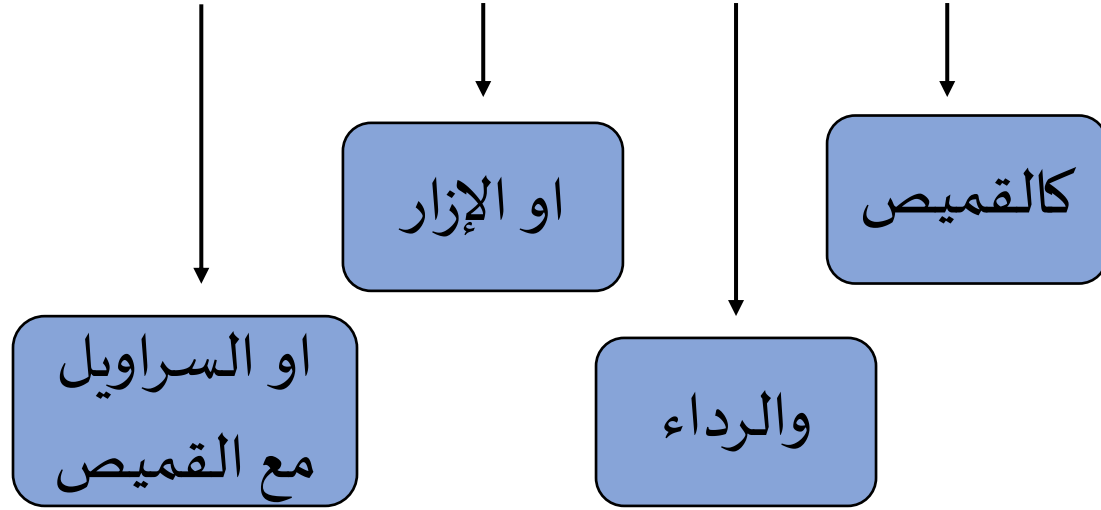 كالقميص
والرداء
او الإزار
او السراويل
مع القميص